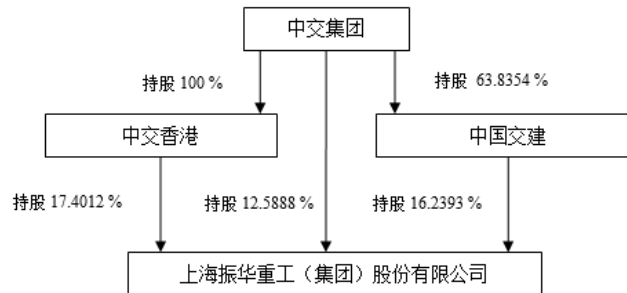 中交集团
持股 100 %
持股 63.8354 %
中交香港
中国交建
持股 17.4012 %
持股 12.5888 %
持股 16.2393 %
上海振华重工（集团）股份有限公司